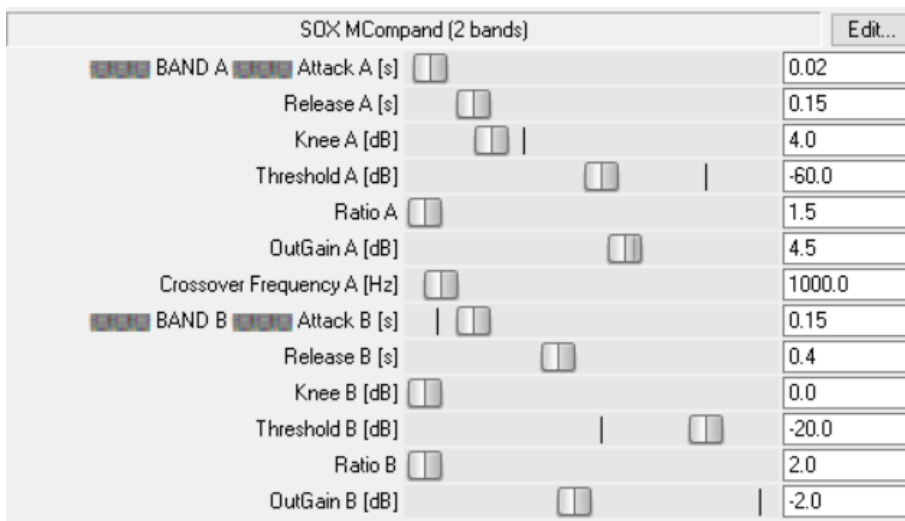 SOX MCompand (2 bands) Edit...
BAND A Attack A [s] 0.02
Release A [s] 0.15
Knee A [dB] 4.0
Threshold A [dB] -60.0
Ratio A 1.5
OutGain A [dB] 4.5
Crossover Frequency A [Hz] 1000.0
BAND B Attack B [s] 0.15
Release B [s] 0.4
Knee B [dB] 0.0
Threshold B [dB] -20.0
Ratio B 2.0
OutGain B [dB] -2.0